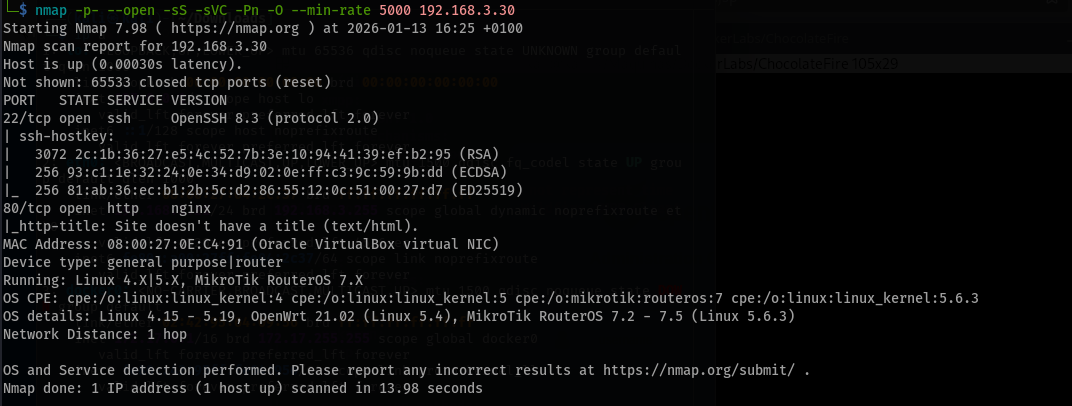 └─$ nmap -p- --open -sS -sVC -Pn -O --min-rate 5000 192.168.3.30
Starting Nmap 7.98 ( https://nmap.org ) at 2026-01-13 16:25 +0100
Nmap scan report for 192.168.3.30
Host is up (0.00030s latency).
Not shown: 65533 closed tcp ports (reset)
PORT   STATE SERVICE VERSION
22/tcp open  ssh     OpenSSH 8.3 (protocol 2.0)
| ssh-hostkey:
|   3072 2c:1b:36:27:e5:4c:52:7b:3e:10:94:41:39:ef:b2:95 (RSA)
|   256 93:c1:1e:32:24:0e:34:d9:02:0e:ff:c3:9c:59:9b:dd (ECDSA)
|_  256 81:ab:36:ec:b1:2b:5c:d2:86:55:12:0c:51:00:27:d7 (ED25519)
80/tcp open  http    nginx
|_http-title: Site doesn't have a title (text/html).
MAC Address: 08:00:27:0E:C4:91 (Oracle VirtualBox virtual NIC)
Device type: general purpose|router
Running: Linux 4.X|5.X, MikroTik RouterOS 7.X
OS CPE: cpe:/o:linux:linux_kernel:4 cpe:/o:linux:linux_kernel:5 cpe:/o:mikrotik:routeros:7 cpe:/o:linux:linux_kernel:5.6.3
OS details: Linux 4.15 - 5.19, OpenWrt 21.02 (Linux 5.4), MikroTik RouterOS 7.2 - 7.5 (Linux 5.6.3)
Network Distance: 1 hop
OS and Service detection performed. Please report any incorrect results at https://nmap.org/submit/ .
Nmap done: 1 IP address (1 host up) scanned in 13.98 seconds
rLabs/ChocolateFire 105x29